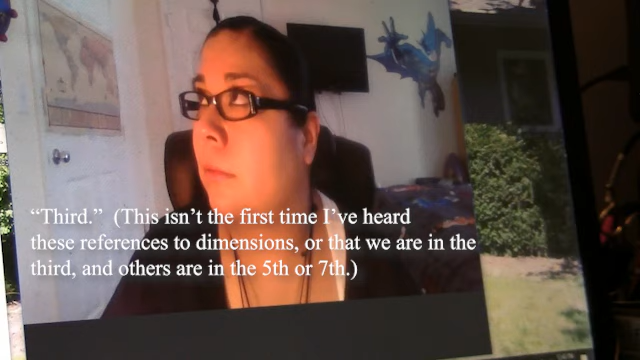 “Third.”  (This isn’t the first time I’ve heard
these references to dimensions, or that we are in the
third, and others are in the 5th or 7th.)